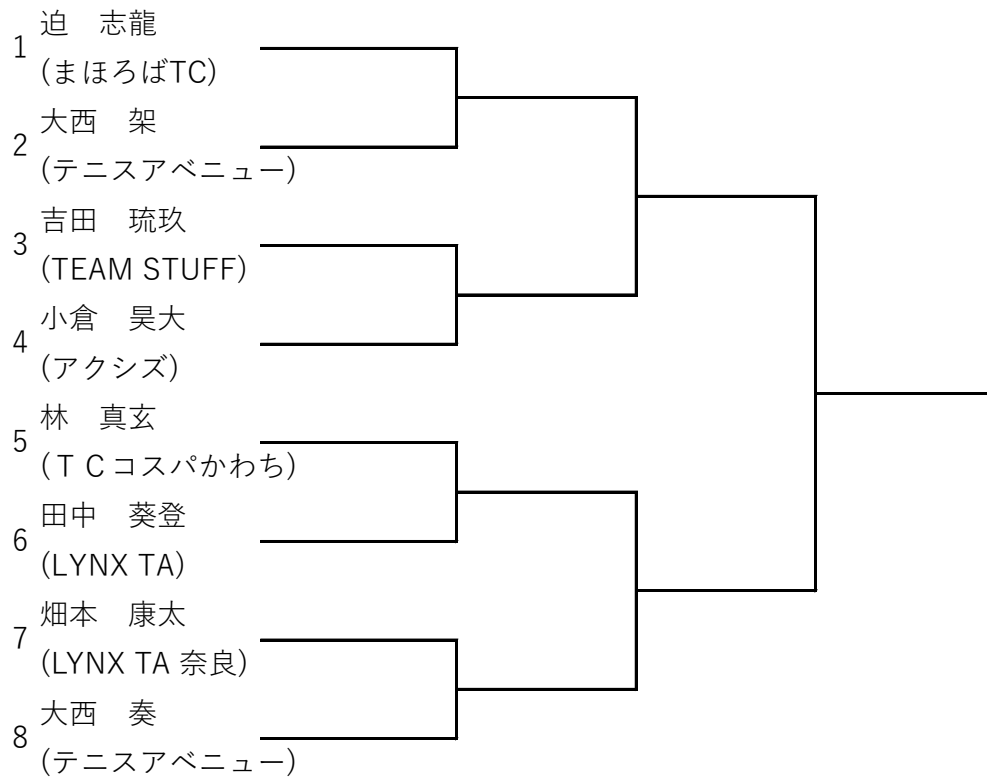 1 迫　志龍
(まほろばTC)
2 大西　架
(テニスアベニュー)
3 吉田　琉玖
(TEAM STUFF)
4 小倉　昊大
(アクシズ)
5 林　真玄
(ＴＣコスパかわち)
6 田中　葵登
(LYNX TA)
7 畑本　康太
(LYNX TA 奈良)
8 大西　奏
(テニスアベニュー)